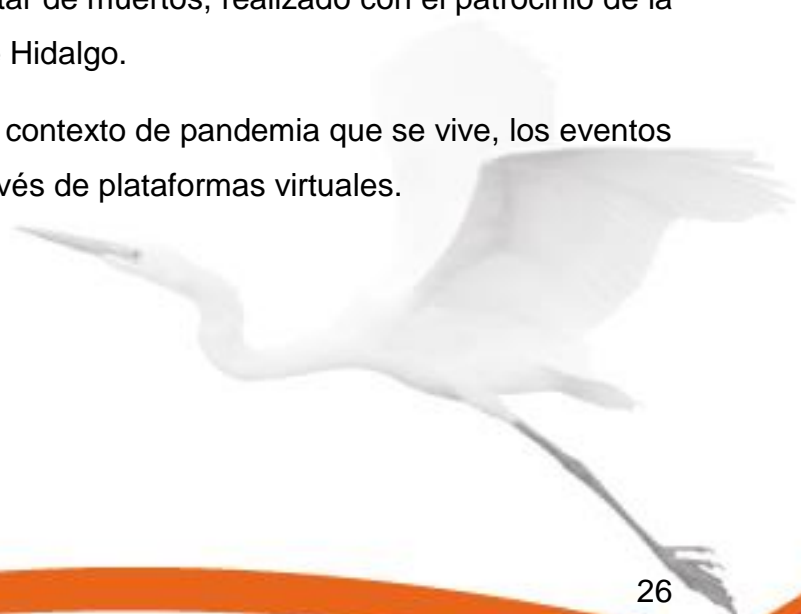 tar de muertos, realizado con el patrocinio de la
Hidalgo.
contexto de pandemia que se vive, los eventos
vés de plataformas virtuales.
26